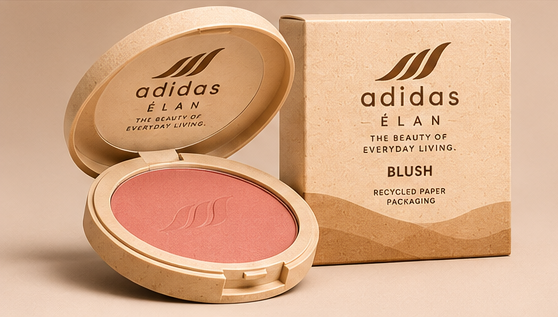 adidas
ÉLAN
THE BEAUTY OF
EVERYDAY LIVING.
adidas
ÉLAN
THE BEAUTY OF
EVERYDAY LIVING.
BLUSH
RECYCLED PAPER
PACKAGING